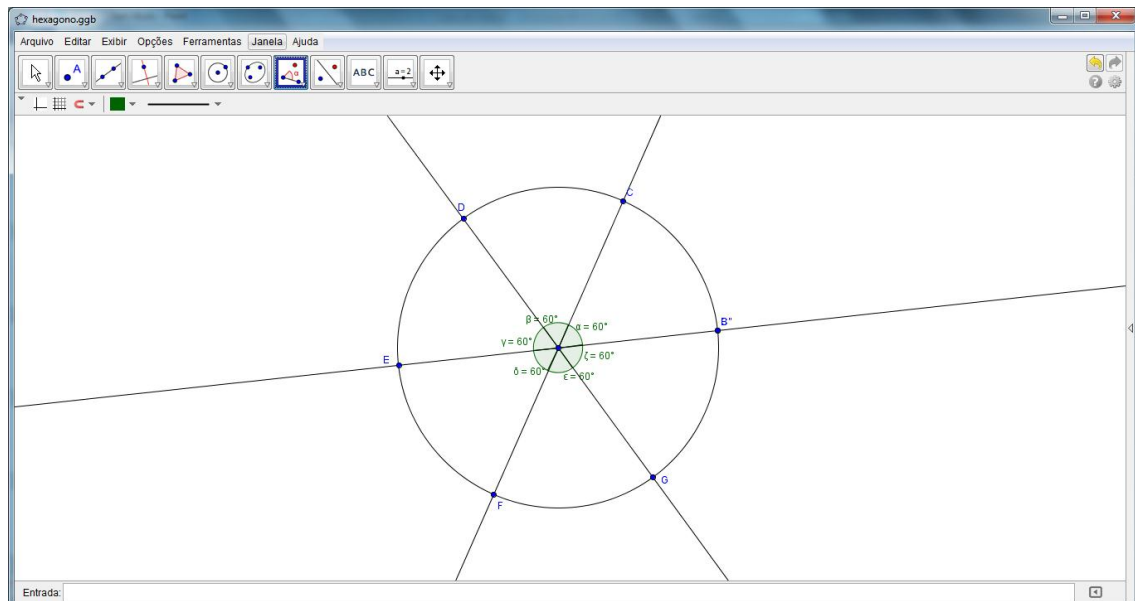 hexagono.ggb
Arquivo Editar Exibir Opções Ferramentas Janela Ajuda
A ABC a=2
C
D
β = 60° α = 60°
B"
γ = 60° ζ = 60°
E
δ = 60° ε = 60°
G
F
Entrada: